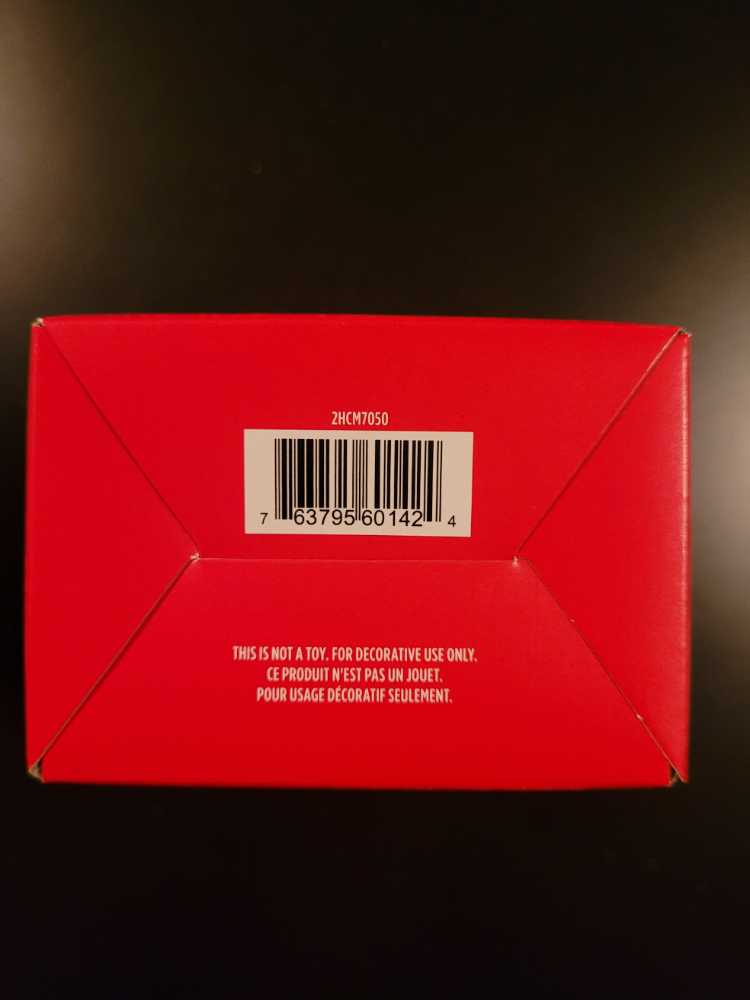 2HCM7050
7 63795 60142 4
THIS IS NOT A TOY. FOR DECORATIVE USE ONLY.
CE PRODUIT N'EST PAS UN JOUET.
POUR USAGE DÉCORATIF SEULEMENT.